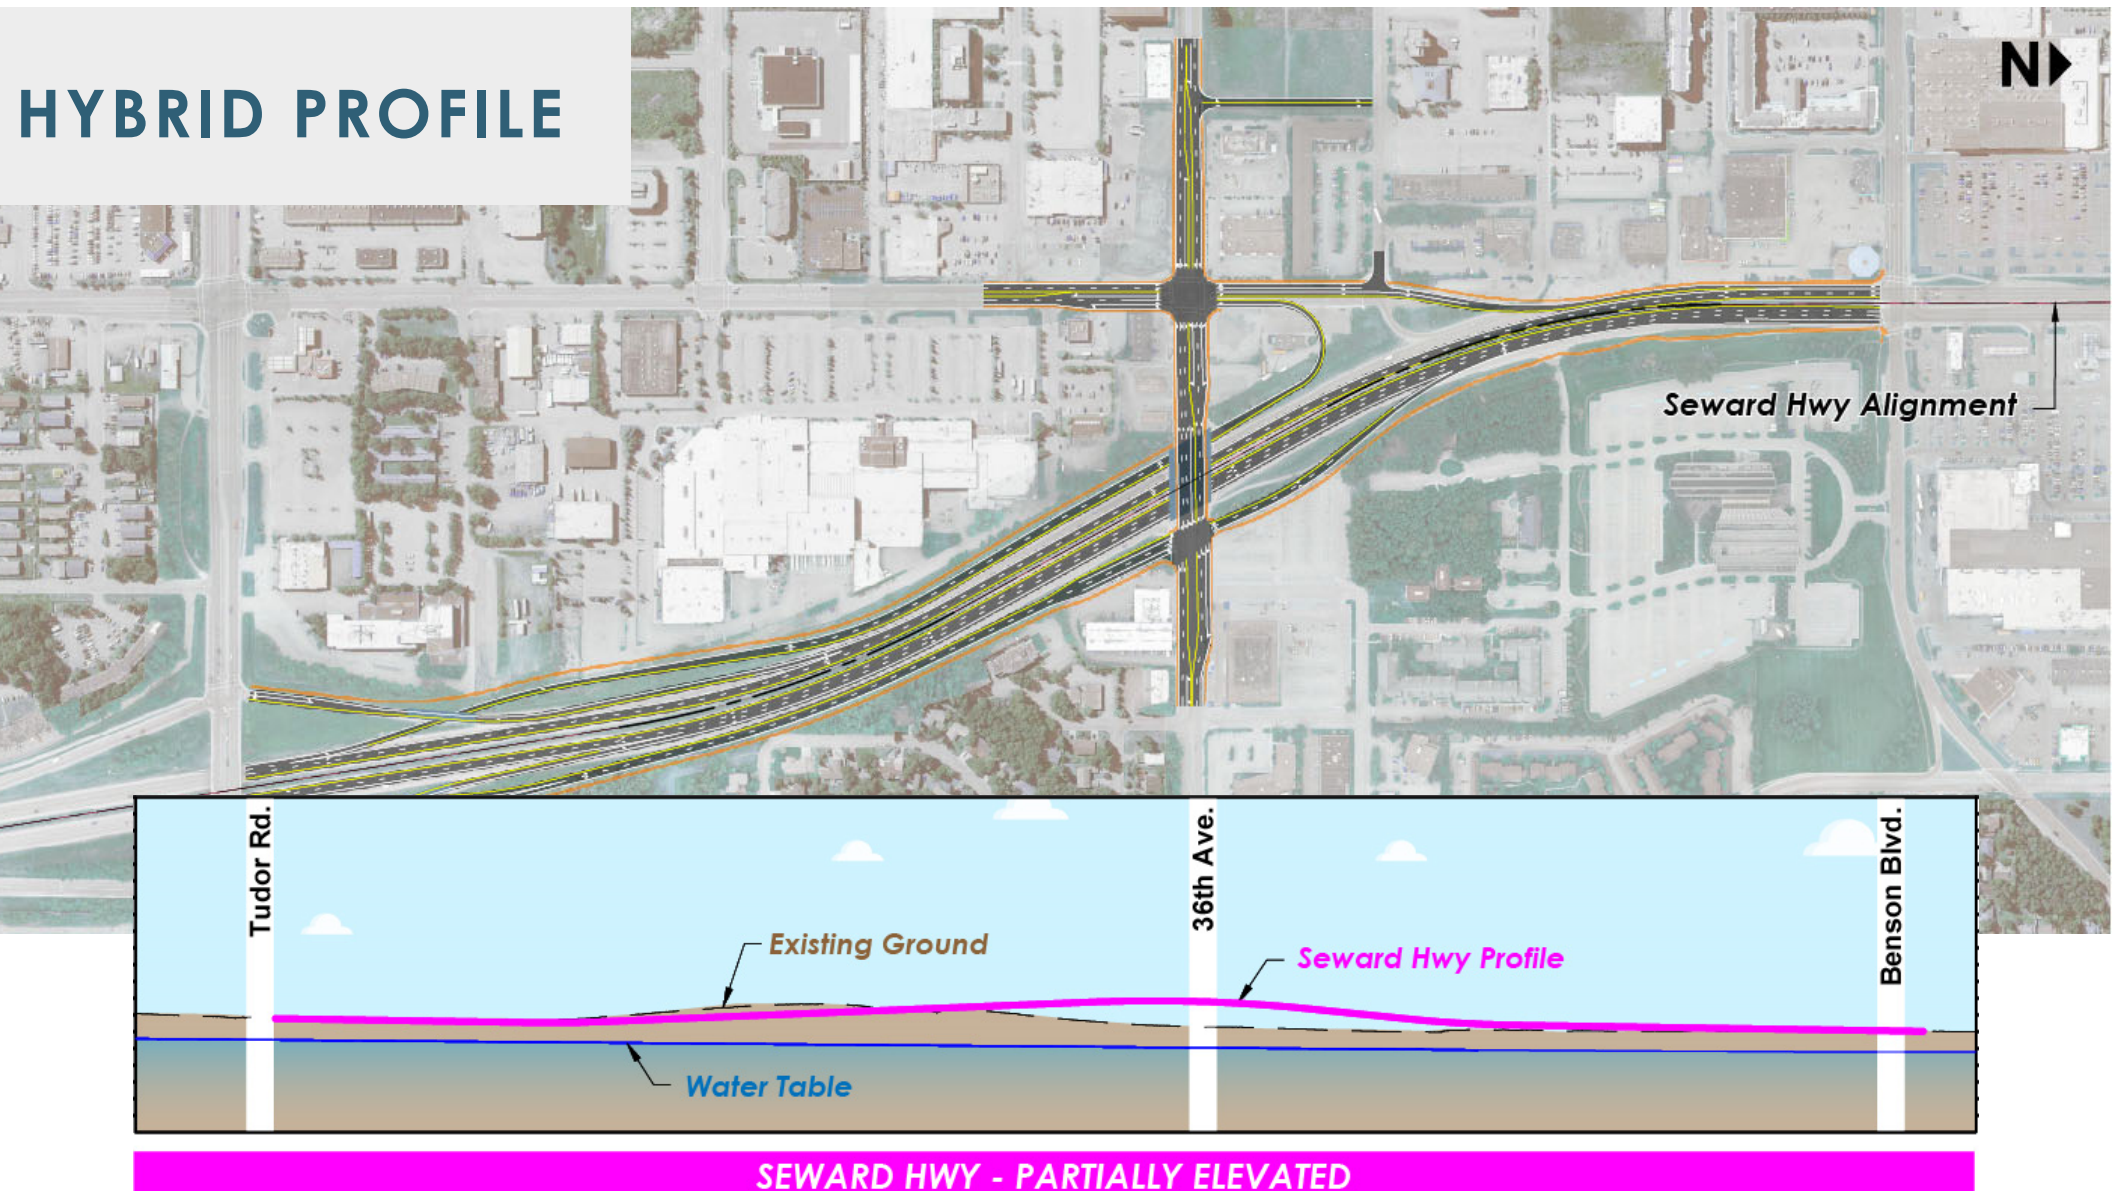 HYBRID PROFILE
N
Seward Hwy Alignment
Tudor Rd.
36th Ave.
Benson Blvd.
Existing Ground
Seward Hwy Profile
Water Table
SEWARD HWY - PARTIALLY ELEVATED